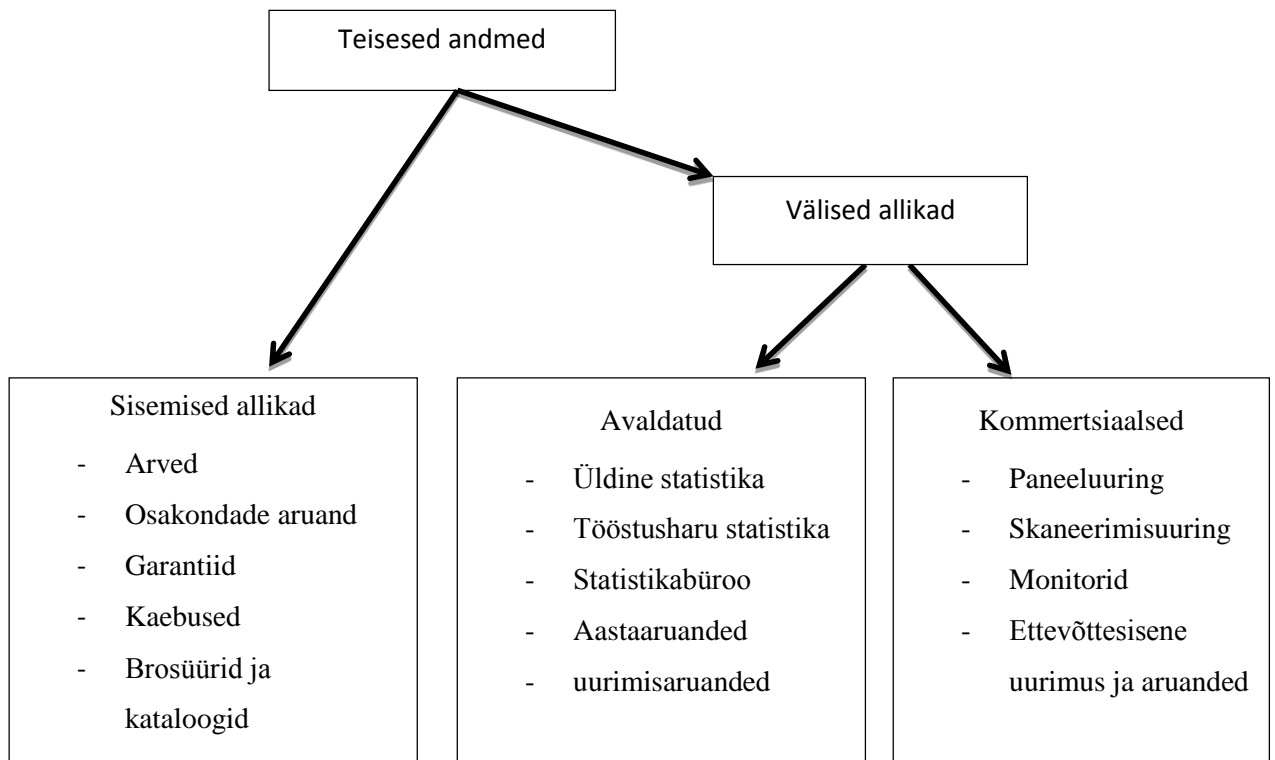 Teisesed andmed
Välised allikad
Sisemised allikad
- Arved
- Osakondade aruand
- Garantiid
- Kaebused
- Brosüürid ja
kataloogid
Avaldatud
- Üldine statistika
- Tööstusharu statistika
- Statistikabüroo
- Aastaaruanded
- uurimisaruanded
Kommertsiaalsed
- Paneeluuring
- Skaneerimisuuring
- Monitorid
- Ettevõttesisene
uurimus ja aruanded